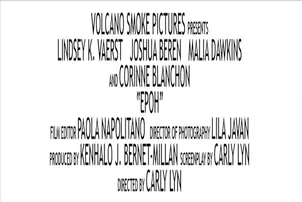 VOLCANO SMOKE PICTURES PRESENTS
LINDSEY K. VAERST JOSHUA BEREN MALIA DAWKINS
AND CORINNE BLANCHON
"EPOH"
FILM EDITOR PAOLA NAPOLITANO DIRECTOR OF PHOTOGRAPHY LILA JAVAN
PRODUCED BY KENHALO J. BERNET-MILLAN SCREENPLAY BY CARLY LYN
DIRECTED BY CARLY LYN